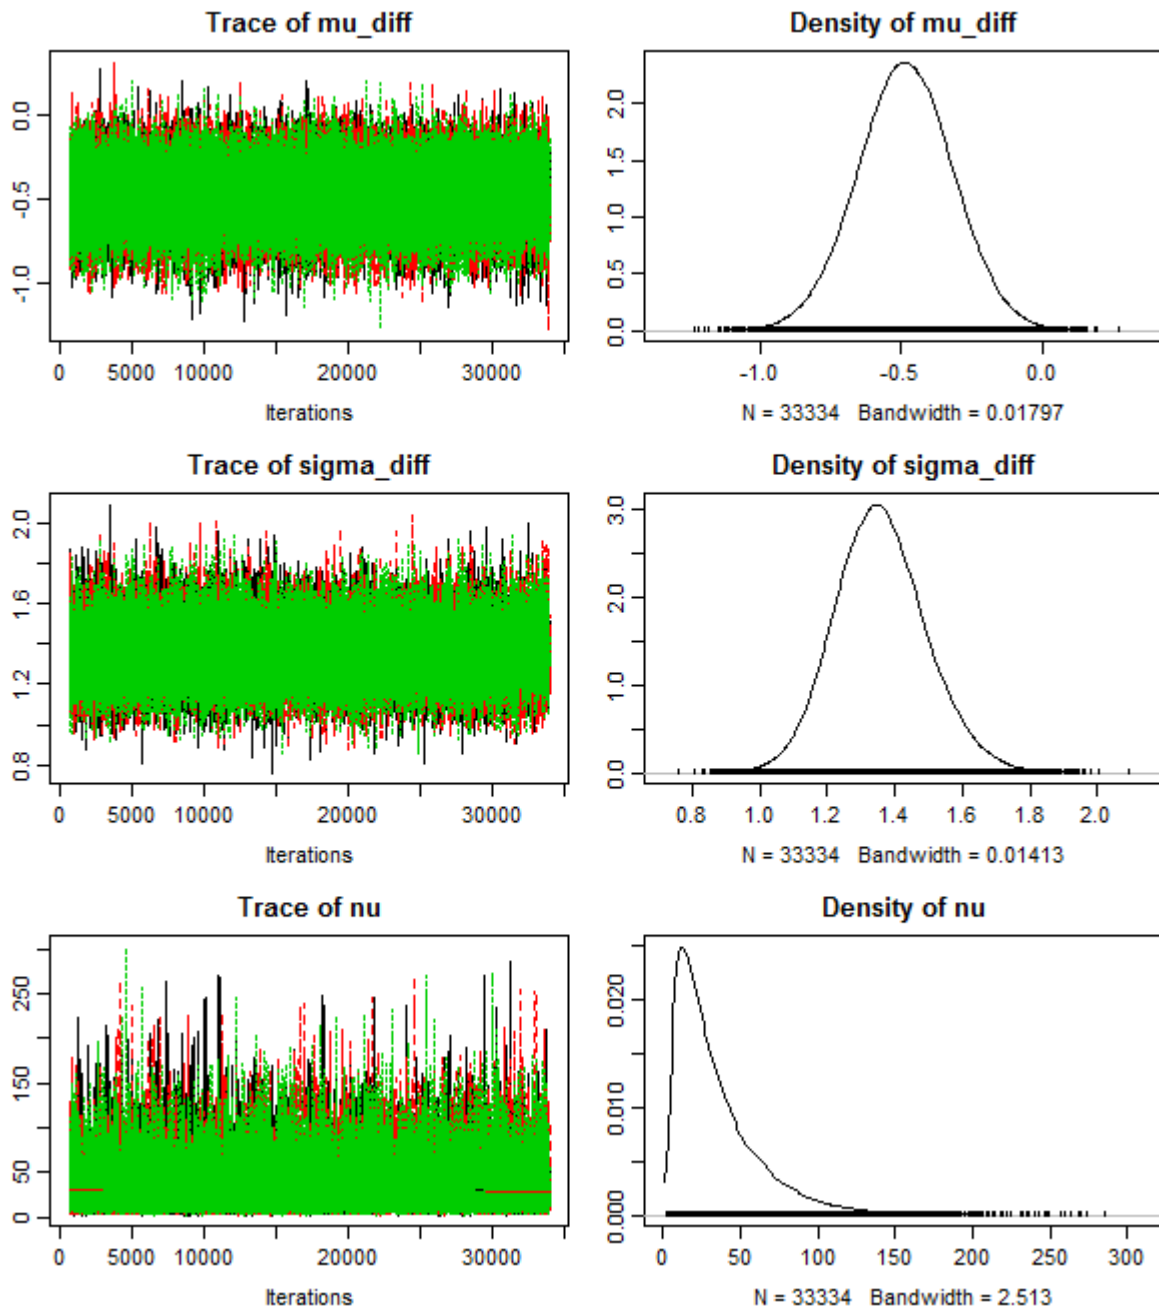 Trace of mu_diff
-1.0 -0.5 0.0
0 5000 10000 20000 30000
Iterations
Density of mu_diff
0.0 0.5 1.0 1.5 2.0
-1.0 -0.5 0.0
N = 33334 Bandwidth = 0.01797
Trace of sigma_diff
0.8 1.2 1.6 2.0
0 5000 10000 20000 30000
Iterations
Density of sigma_diff
0.0 1.0 2.0 3.0
0.8 1.0 1.2 1.4 1.6 1.8 2.0
N = 33334 Bandwidth = 0.01413
Trace of nu
0 50 150 250
0 5000 10000 20000 30000
Iterations
Density of nu
0.000 0.010 0.020
0 50 100 150 200 250 300
N = 33334 Bandwidth = 2.513